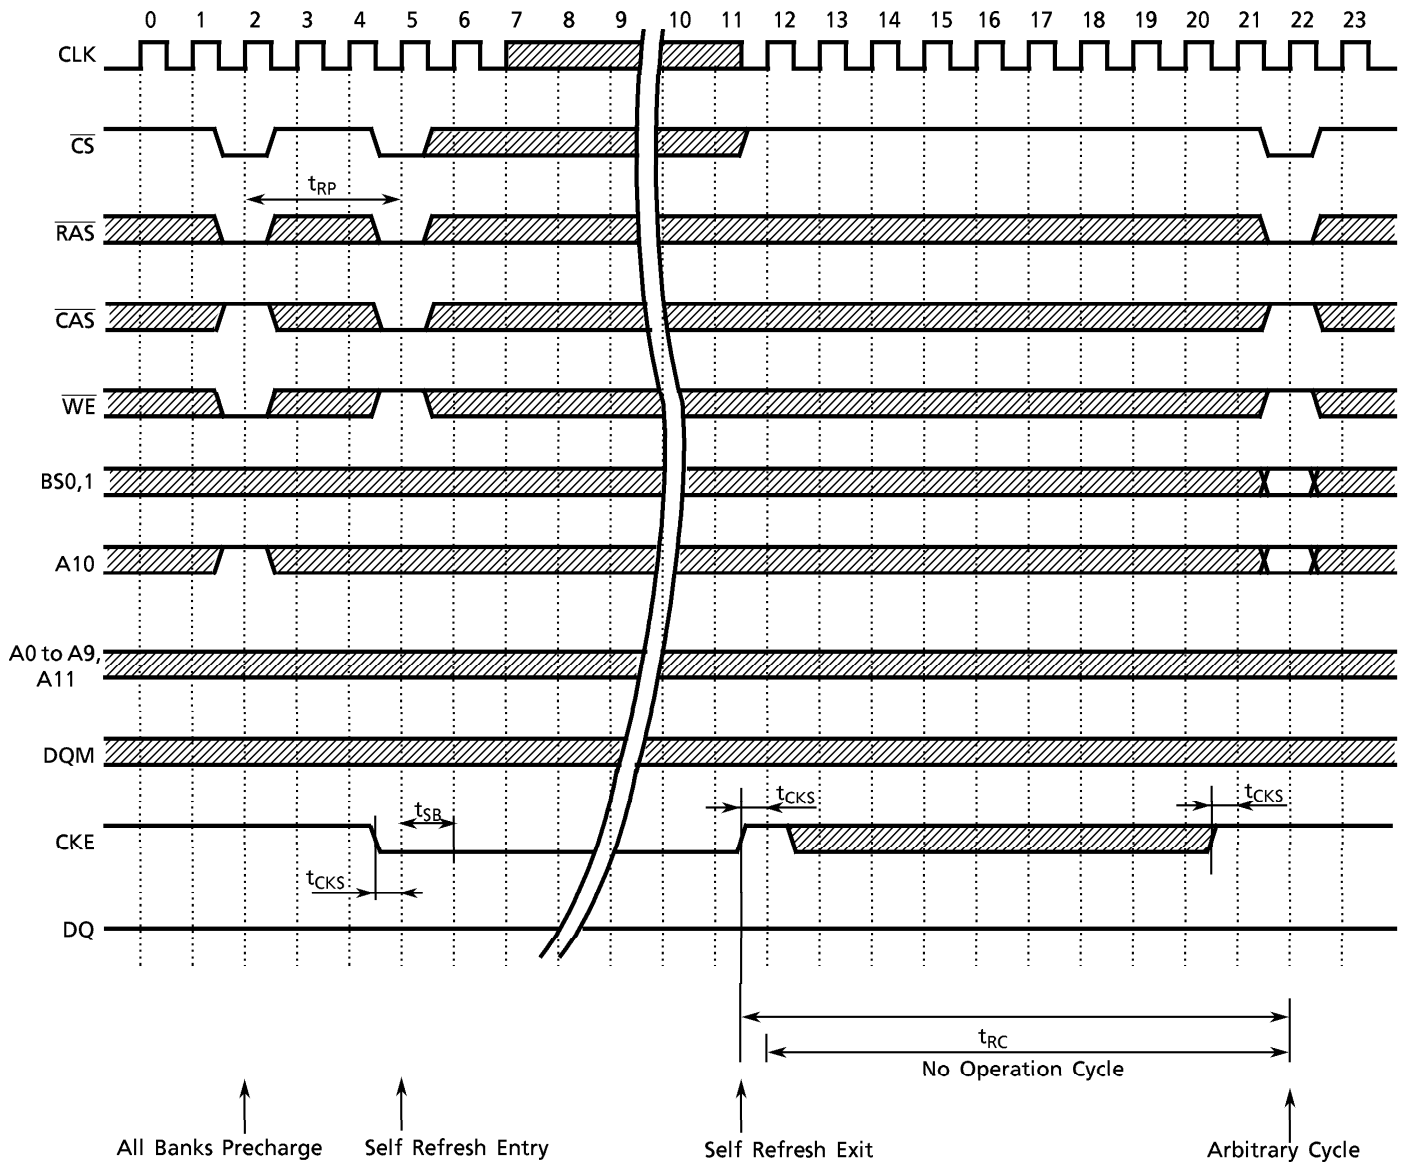 0 1 2 3 4 5 6 7 8 9 10 11 12 13 14 15 16 17 18 19 20 21 22 23
CLK
CS
tRP
RAS
CAS
WE
BS0,1
A10
A0 to A9,
A11
DQM
tCKS
tCKS
tSB
CKE
tCKS
DQ
tRC
No Operation Cycle
All Banks Precharge Self Refresh Entry Self Refresh Exit Arbitrary Cycle